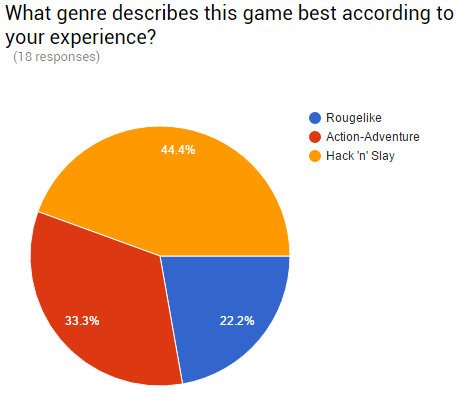 What genre describes this game best according to
your experience?
(18 responses)
Rougelike
Action-Adventure
Hack 'n' Slay
44.4%
33.3%
22.2%